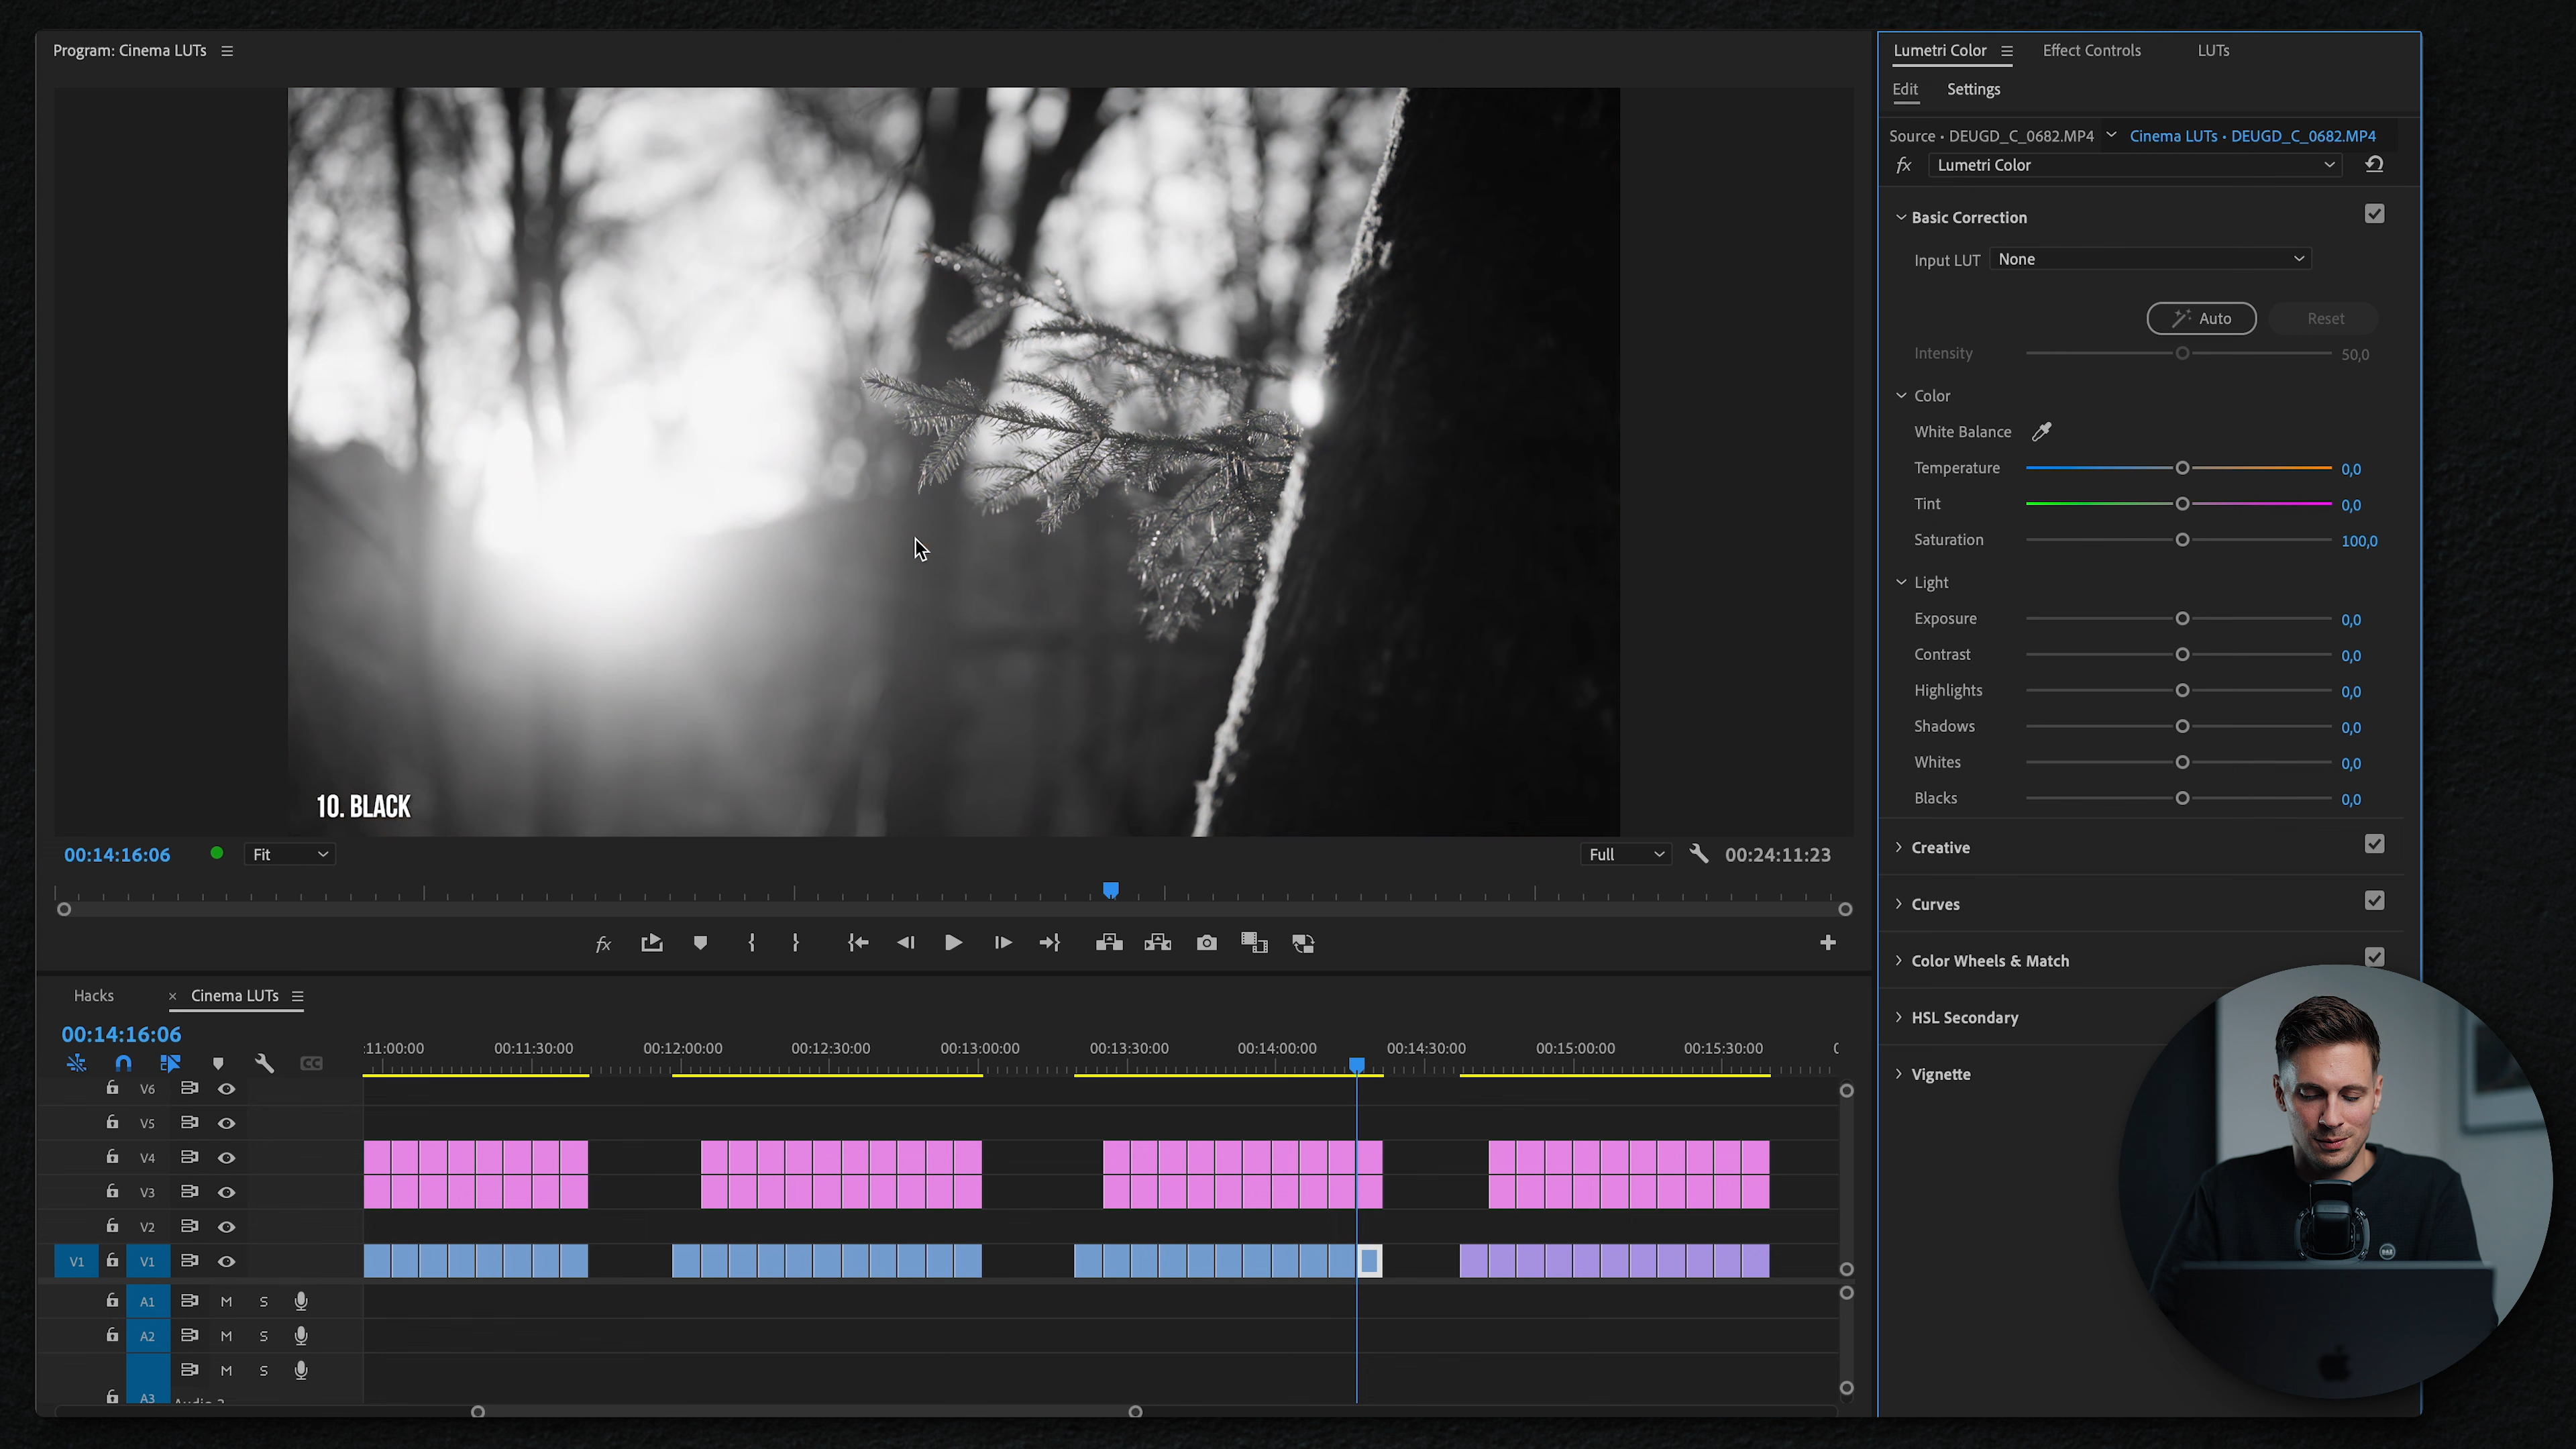 Program: Cinema LUTs
10. BLACK
00:14:16:06
Fit
Full
00:24:11:23
Hacks
Cinema LUTs
00:14:16:06
:11:00:00
00:11:30:00
00:12:00:00
00:12:30:00
00:13:00:00
00:13:30:00
00:14:00:00
00:14:30:00
00:15:00:00
00:15:30:00
V6
V5
V4
V3
V2
V1 V1
A1 M S
A2 M S
M S
A3
Lumetri Color Effect Controls LUTs
Edit Settings
Source • DEUGD_C_0682.MP4 Cinema LUTs • DEUGD_C_0682.MP4
fx Lumetri Color
Basic Correction
Input LUT None
Auto Reset
Intensity 50,0
Color
White Balance
Temperature 0,0
Tint 0,0
Saturation 100,0
Light
Exposure 0,0
Contrast 0,0
Highlights 0,0
Shadows 0,0
Whites 0,0
Blacks 0,0
Creative
Curves
Color Wheels & Match
HSL Secondary
Vignette